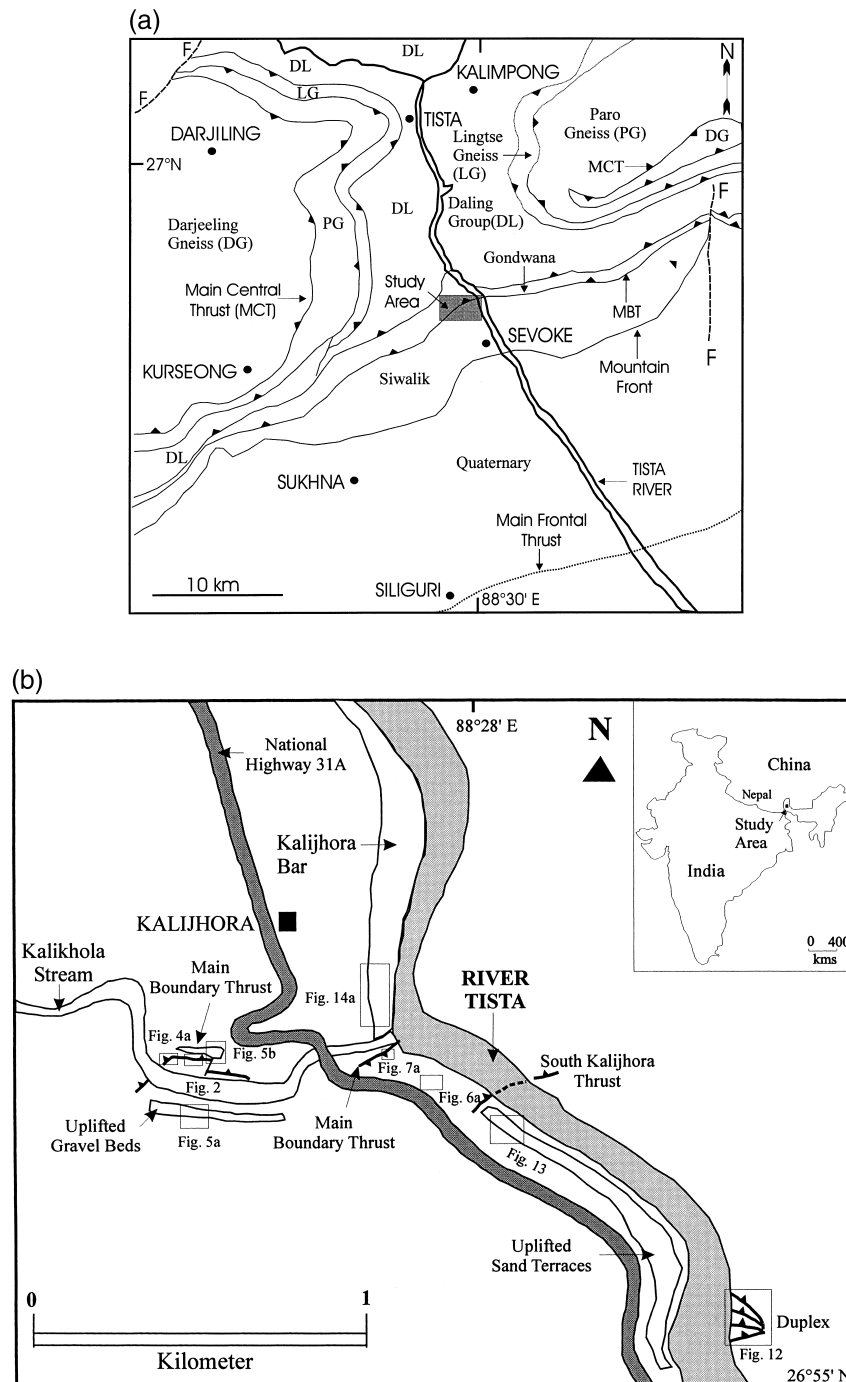 (a)
F
DL
DL
N
KALIMPONG
LG
F
TISTA
Paro
Gneiss (PG)
DARJILING
Lingtse
Gneiss
(LG)
DG
MCT
27°N
F
DL
Daling
Group(DL)
PG
Darjeeling
Gneiss (DG)
Gondwana
Main Central
Thrust (MCT)
Study
Area
MBT
SEVOKE
F
Mountain
Front
KURSEONG
Siwalik
DL
Quaternary
SUKHNA
TISTA
RIVER
Main Frontal
Thrust
10 km
SILIGURI
88°30' E
(b)
88°28' E
N
National
Highway 31A
China
Nepal
Study
Area
India
0 400
kms
Kalijhora
Bar
KALIJHORA
Kalikhola
Stream
Main
Boundary Thrust
Fig. 14a
RIVER
TISTA
Fig. 4a
Fig. 5b
South Kalijhora
Thrust
Fig. 7a
Fig. 2
Fig. 6a
Uplifted
Gravel Beds
Main
Boundary Thrust
Fig. 5a
Fig. 13
Uplifted
Sand Terraces
0
1
Duplex
Kilometer
Fig. 12
26°55' N